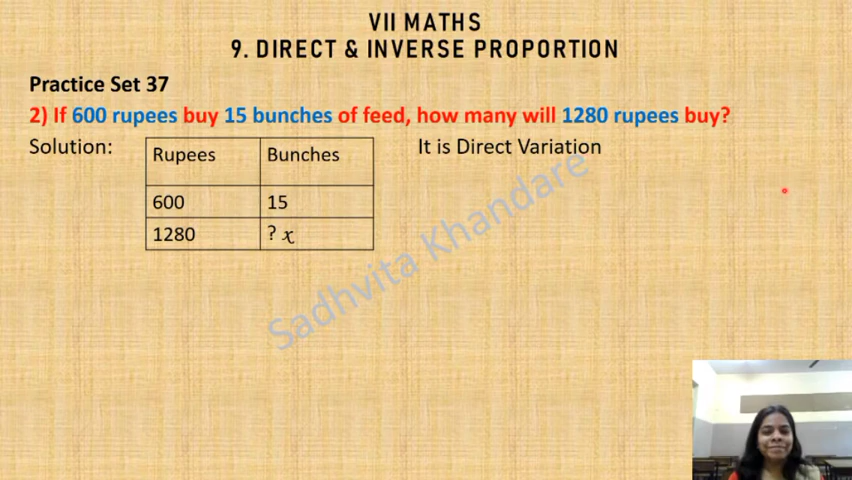 VII MATHS
9. DIRECT & INVERSE PROPORTION
Practice Set 37
2) If 600 rupees buy 15 bunches of feed, how many will 1280 rupees buy?
Solution:
Rupees Bunches
600 15
1280 ? x
It is Direct Variation
Sadhvita Khandare